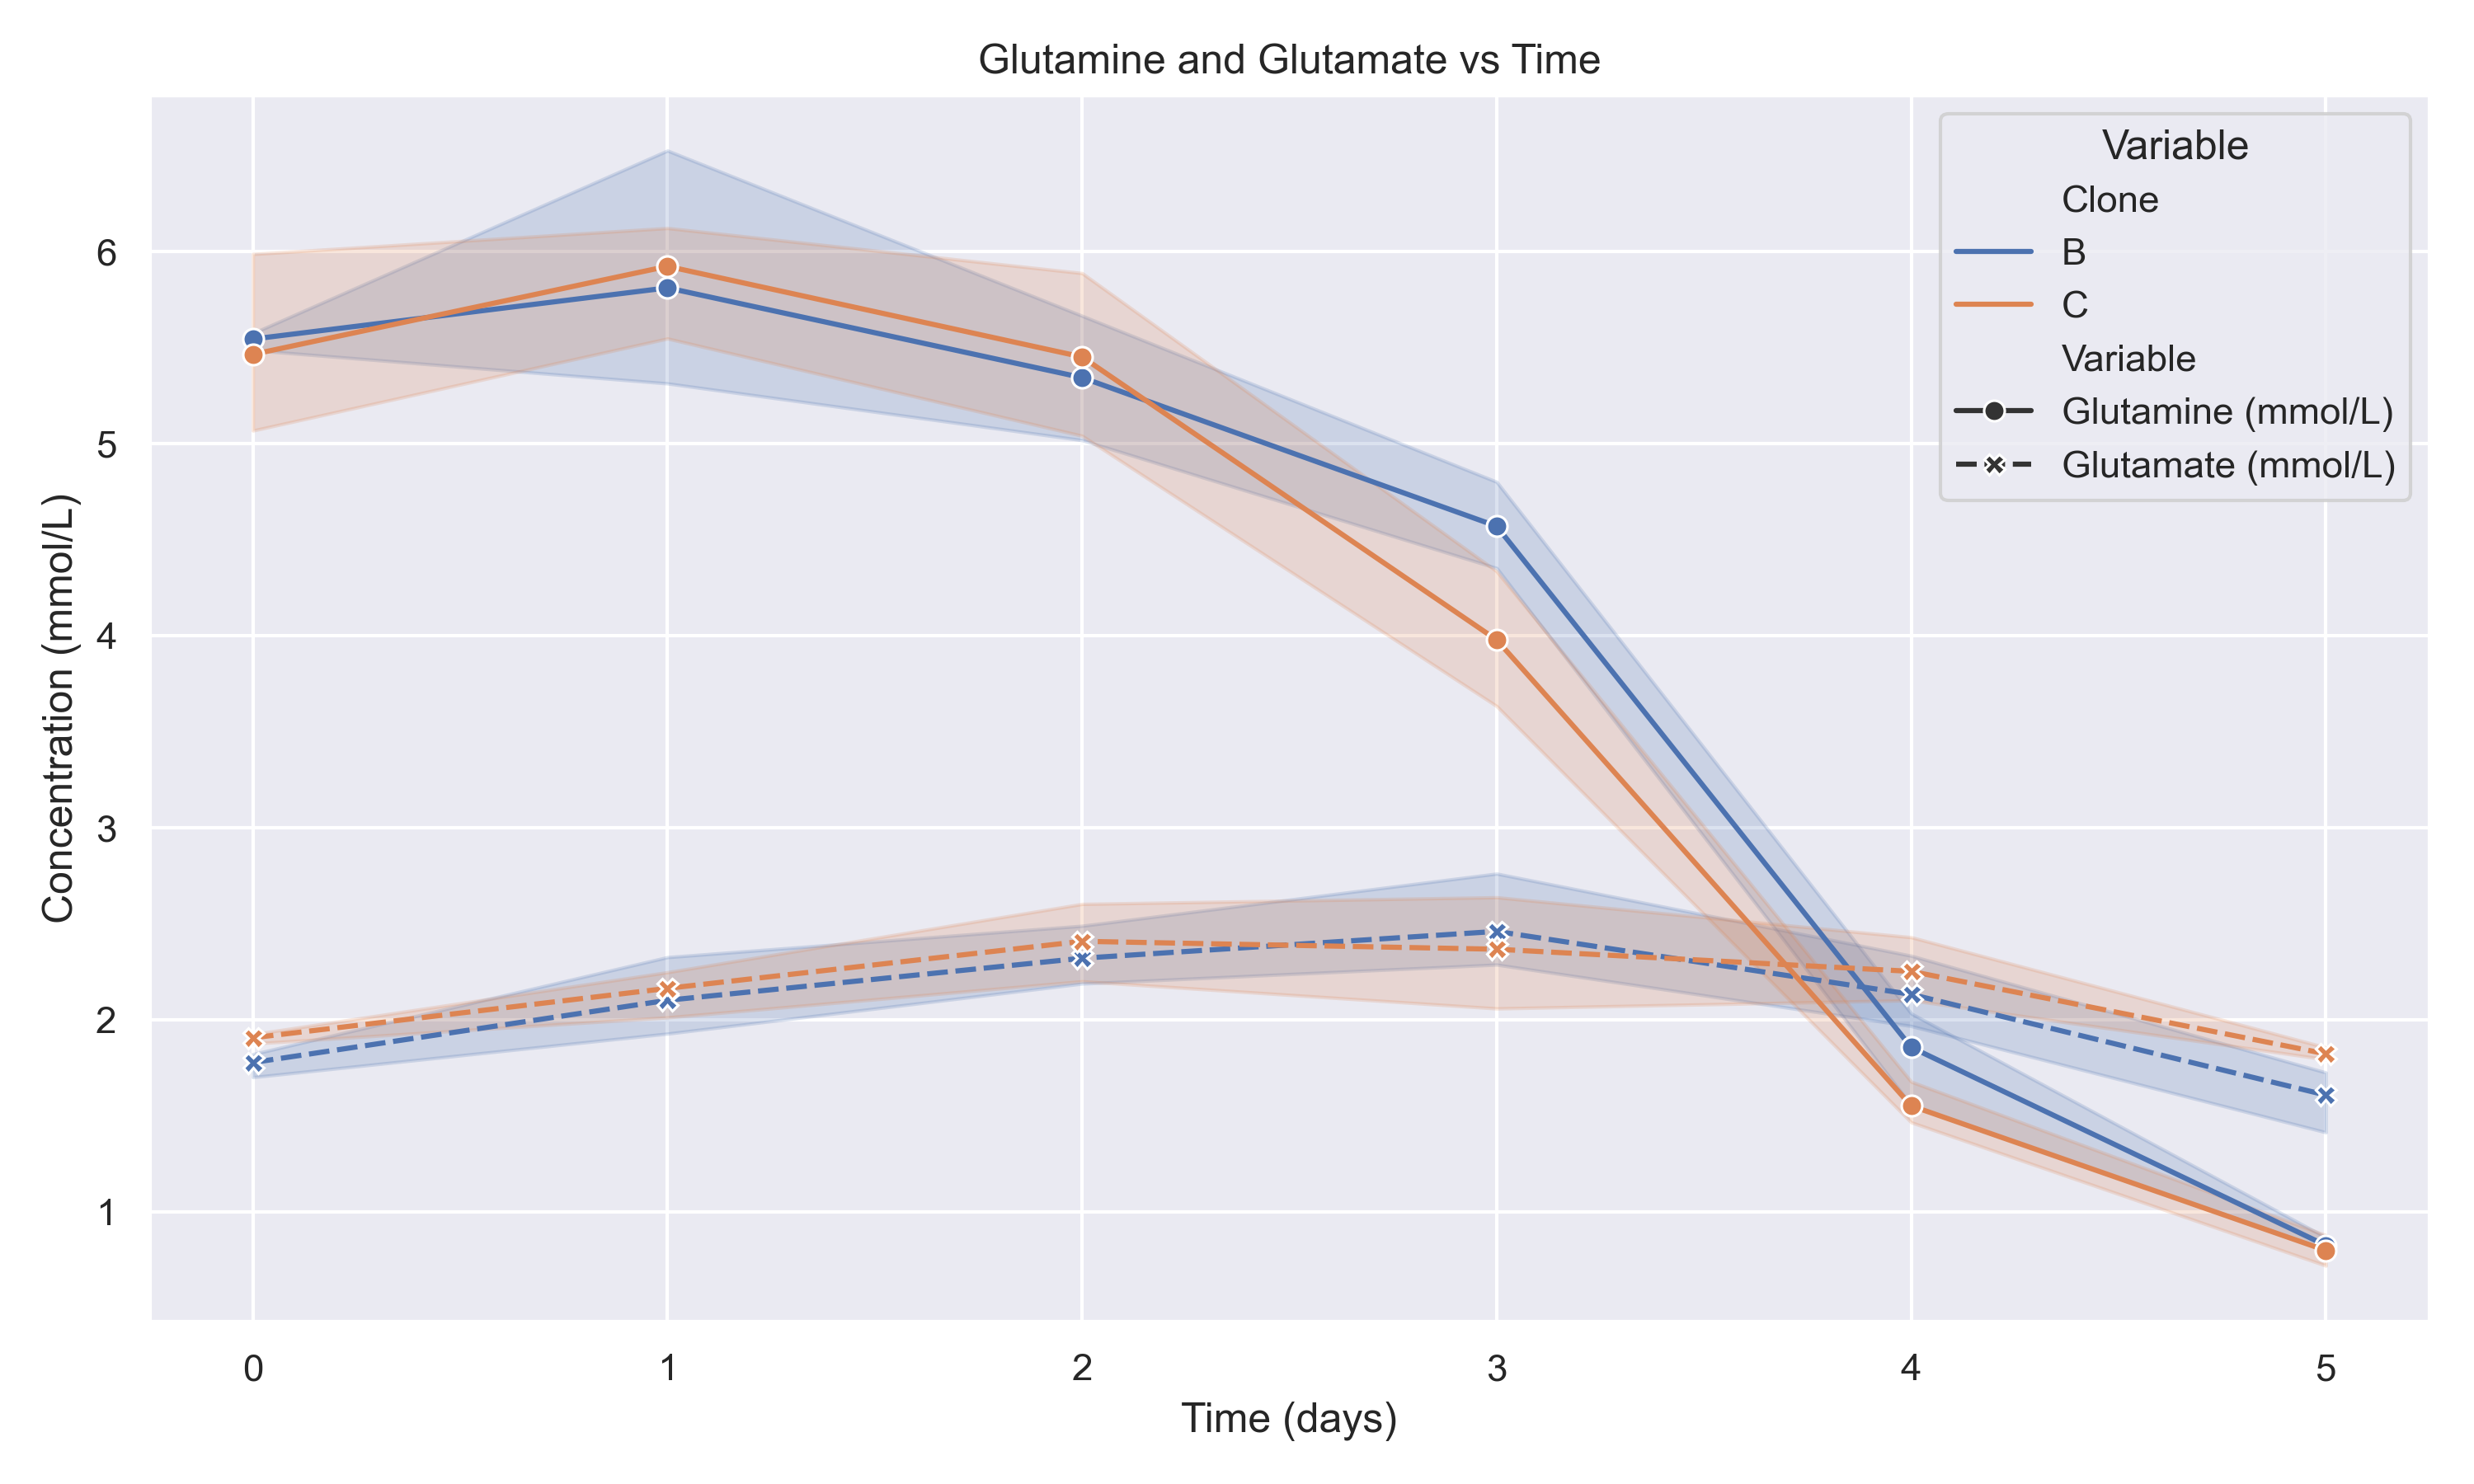 Glutamine and Glutamate vs Time
Variable
Clone
B
C
Variable
Glutamine (mmol/L)
Glutamate (mmol/L)
Concentration (mmol/L)
6
5
4
3
2
1
0 1 2 3 4 5
Time (days)